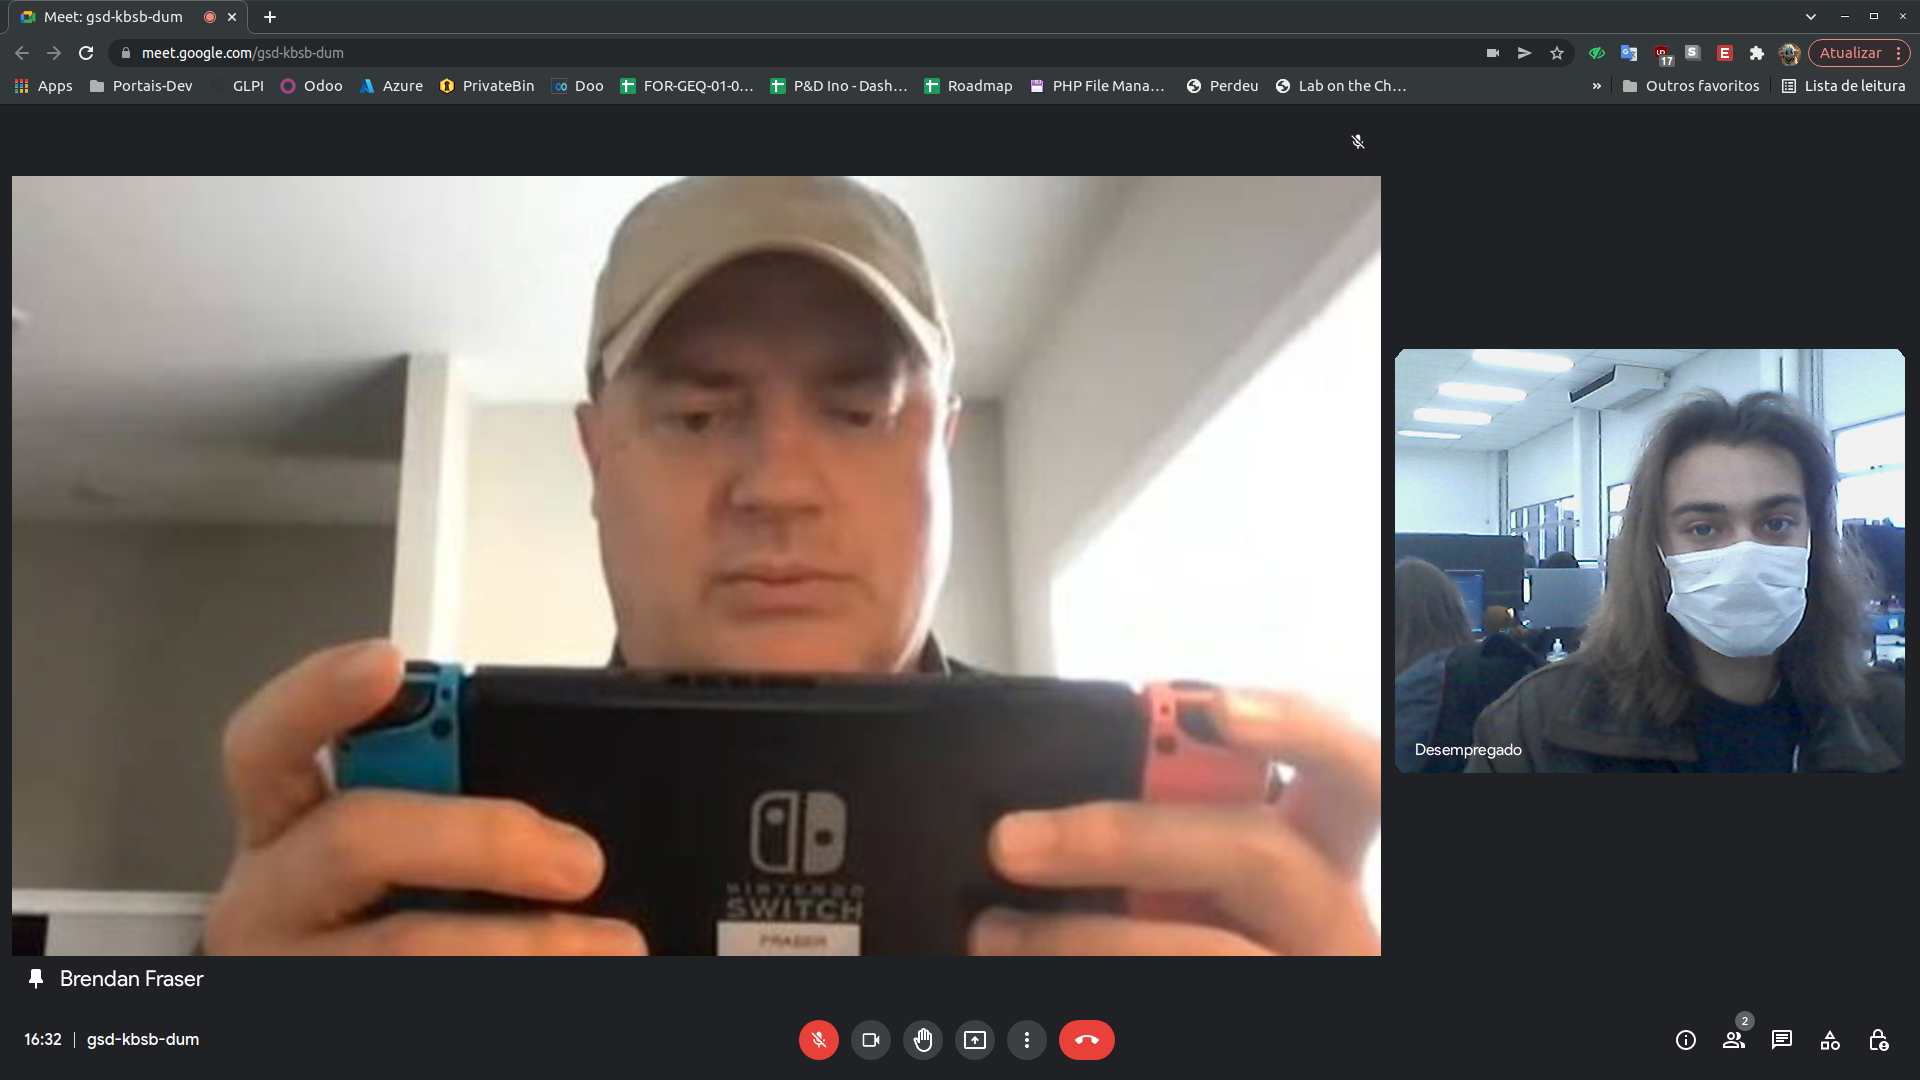 Meet: gsd-kbsb-dum
meet.google.com/gsd-kbsb-dum
17
S
E
Atualizar
Apps
Portais-Dev
GLPI
Odoo
Azure
PrivateBin
Doo
FOR-GEQ-01-0...
P&D Ino - Dash...
Roadmap
PHP File Mana...
Perdeu
Lab on the Ch...
»
Outros favoritos
Lista de leitura
NINTENDO
SWITCH
FRASER
Desempregado
Brendan Fraser
16:32 | gsd-kbsb-dum
2